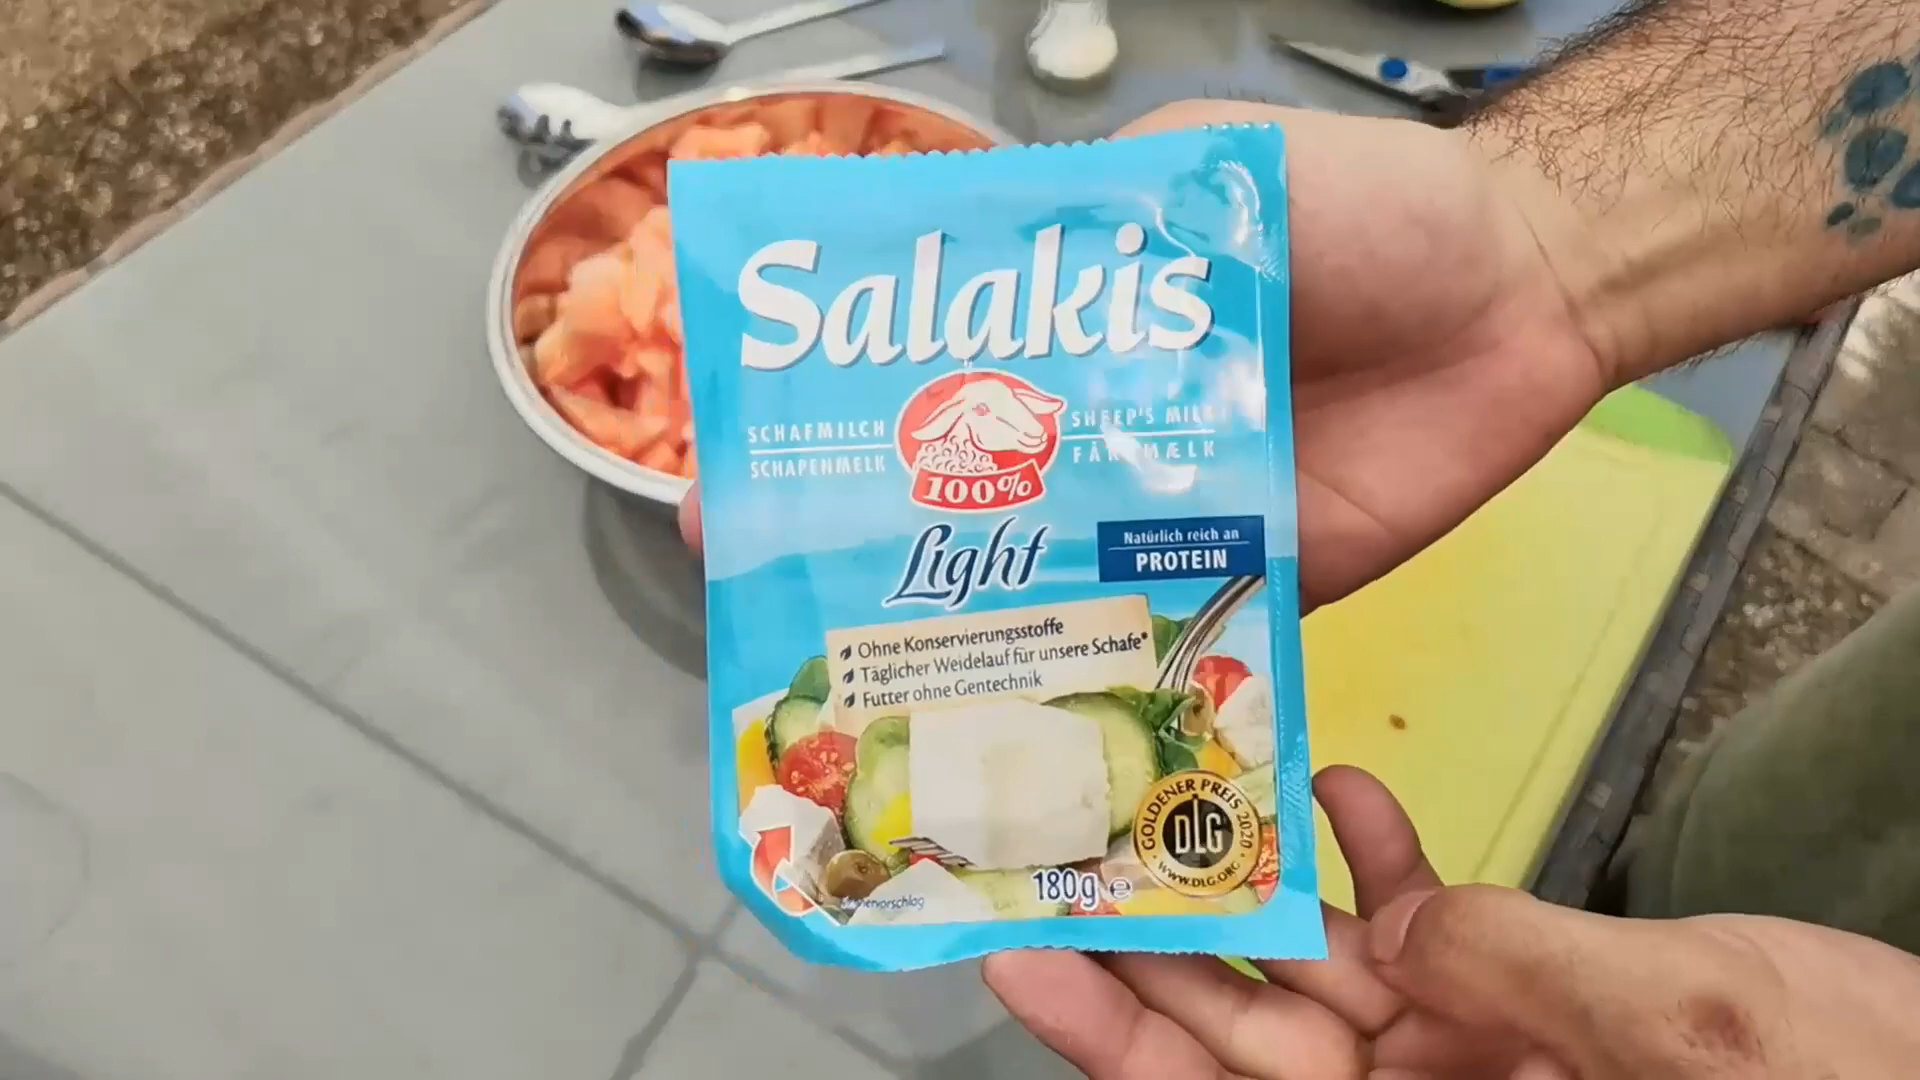 Salakis
SCHAFMILCH
SCHAPENMELK
SHEEP'S MILK
100%
Light
Natürlich reich an
PROTEIN
Ohne Konservierungsstoffe
Täglicher Weidelauf für unsere Schafe*
Futter ohne Gentechnik
GOLDENER PREIS 2020
DLG
WWW.DLG.ORG
180g e